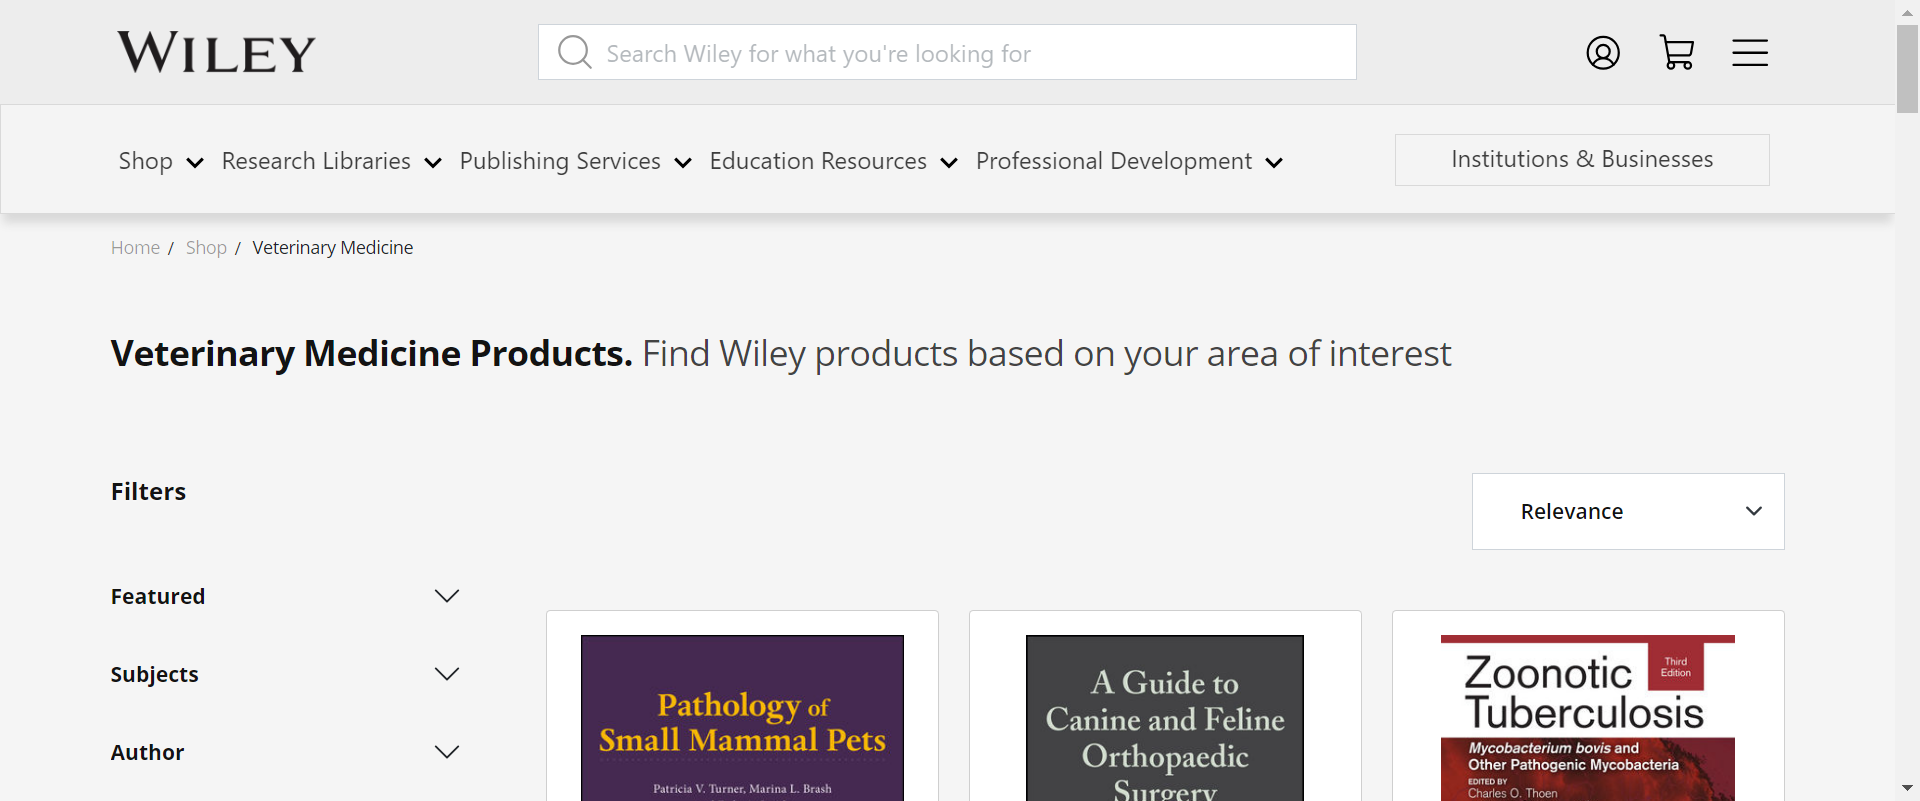 WILEY
Search Wiley for what you're looking for
Shop
Research Libraries
Publishing Services
Education Resources
Professional Development
Institutions & Businesses
Home / Shop / Veterinary Medicine
Veterinary Medicine Products. Find Wiley products based on your area of interest
Filters
Relevance
Featured
Subjects
Author
Pathology of
Small Mammal Pets
Patricia V. Turner, Marina L. Brash
A Guide to
Canine and Feline
Orthopaedic
Surgery
Zoonotic
Tuberculosis
Third
Edition
Mycobacterium bovis and
Other Pathogenic Mycobacteria
EDITED BY
Charles O. Thoen